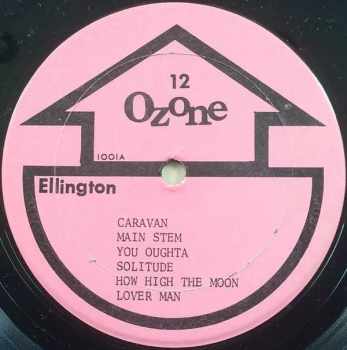 12
Ozone
1001A
Ellington
CARAVAN
MAIN STEM
YOU OUGHTA
SOLITUDE
HOW HIGH THE MOON
LOVER MAN